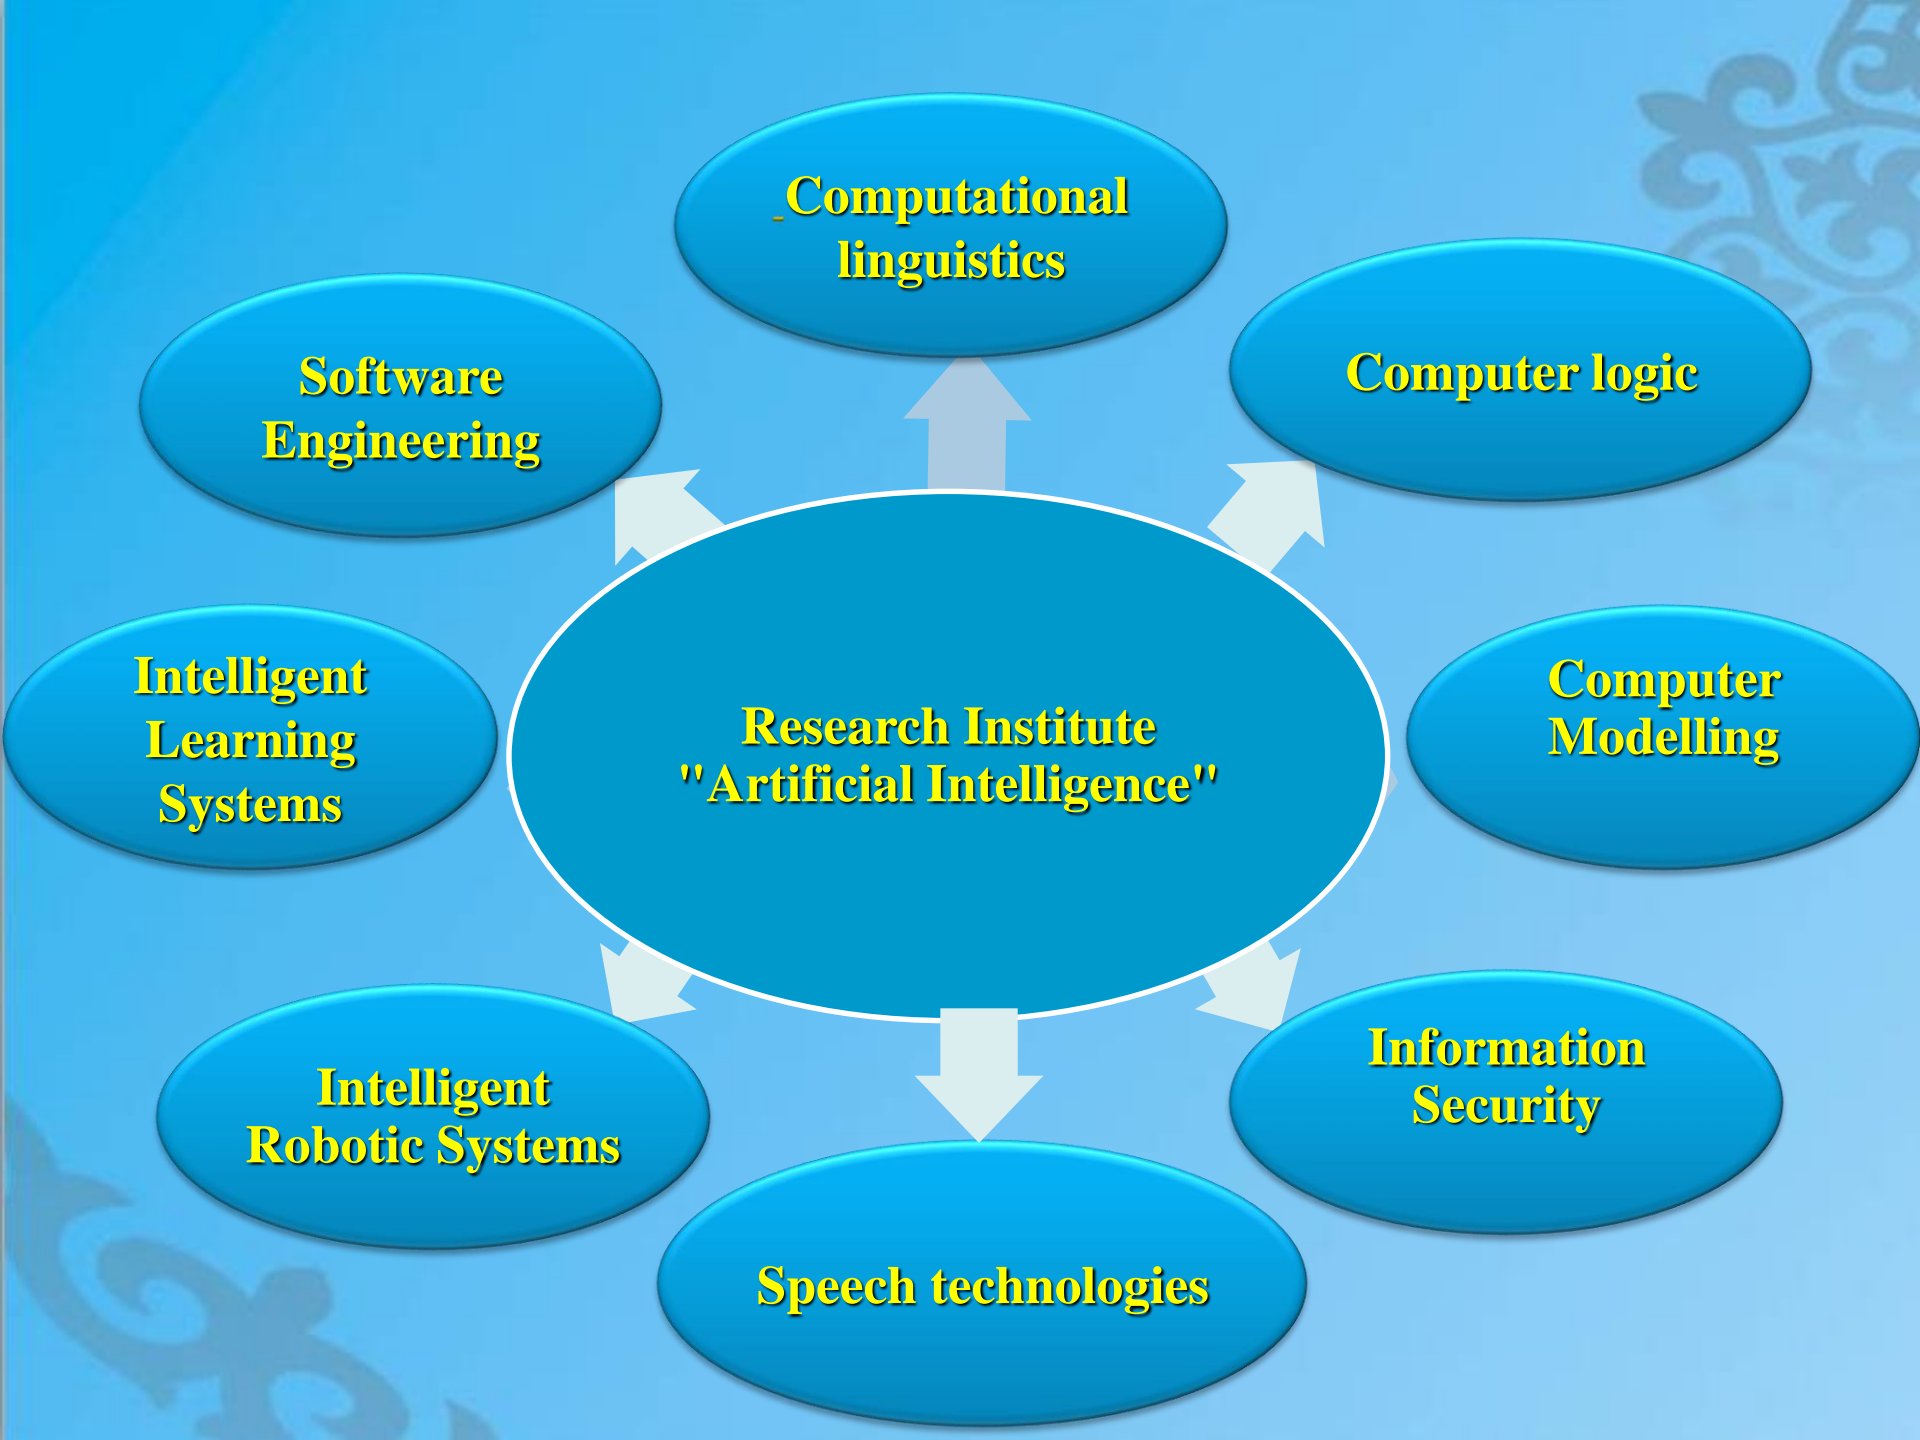 Computational
linguistics
Computer logic
Software
Engineering
Intelligent
Learning
Systems
Research Institute
"Artificial Intelligence"
Computer
Modelling
Intelligent
Robotic Systems
Information
Security
Speech technologies